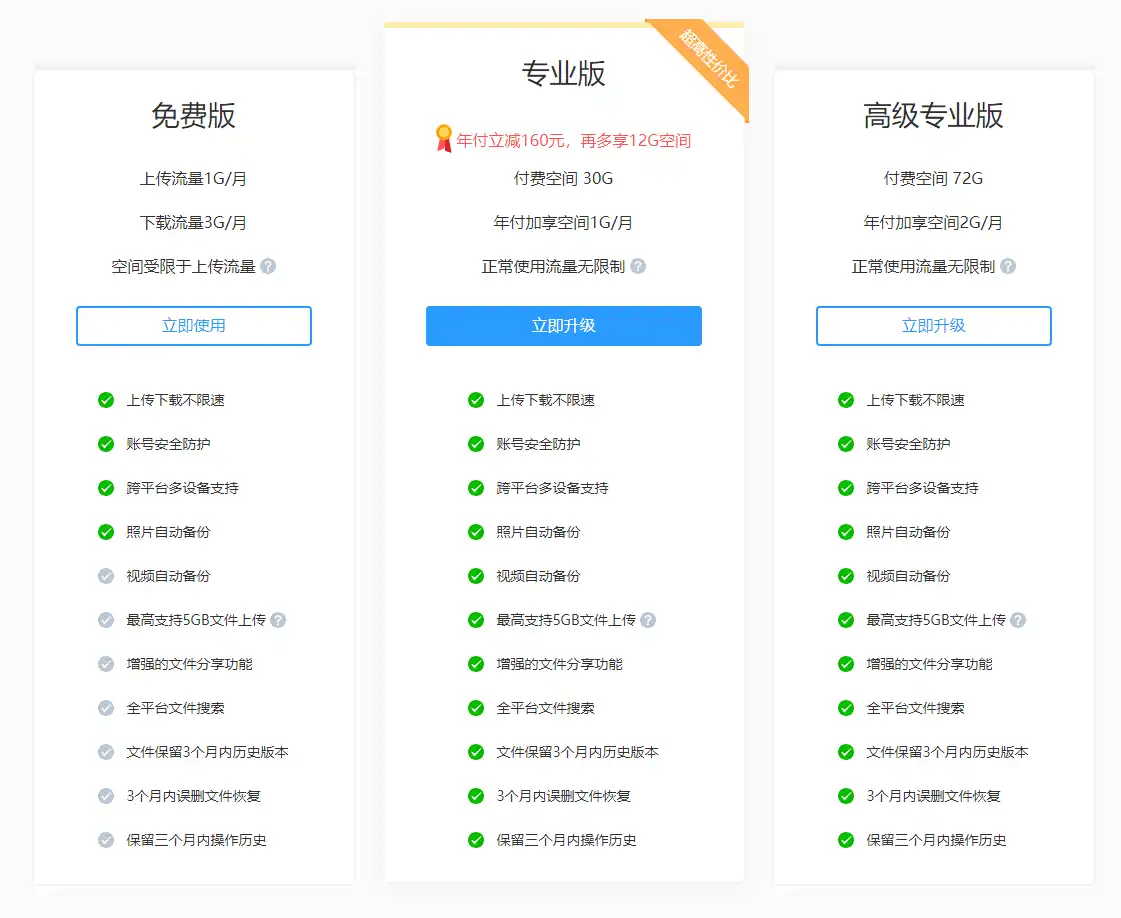 免费版
上传流量1G/月
下载流量3G/月
空间受限于上传流量 ?
立即使用
上传下载不限速
账号安全防护
跨平台多设备支持
照片自动备份
视频自动备份
最高支持5GB文件上传 ?
增强的文件分享功能
全平台文件搜索
文件保留3个月内历史版本
3个月内误删文件恢复
保留三个月内操作历史
超高性价比
专业版
年付立减160元，再多享12G空间
付费空间 30G
年付加享空间1G/月
正常使用流量无限制 ?
立即升级
上传下载不限速
账号安全防护
跨平台多设备支持
照片自动备份
视频自动备份
最高支持5GB文件上传 ?
增强的文件分享功能
全平台文件搜索
文件保留3个月内历史版本
3个月内误删文件恢复
保留三个月内操作历史
高级专业版
付费空间 72G
年付加享空间2G/月
正常使用流量无限制 ?
立即升级
上传下载不限速
账号安全防护
跨平台多设备支持
照片自动备份
视频自动备份
最高支持5GB文件上传 ?
增强的文件分享功能
全平台文件搜索
文件保留3个月内历史版本
3个月内误删文件恢复
保留三个月内操作历史